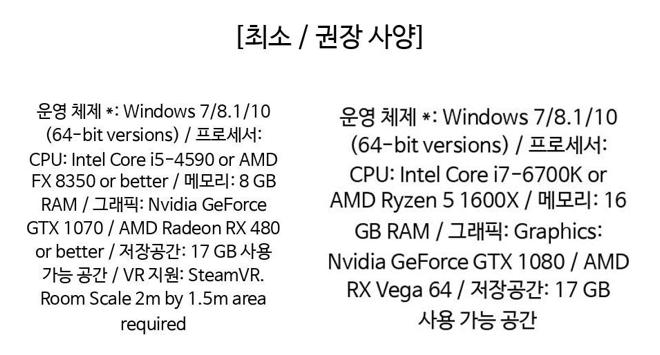 [최소 / 권장 사양]
운영 체제 *: Windows 7/8.1/10
(64-bit versions) / 프로세서:
CPU: Intel Core i5-4590 or AMD
FX 8350 or better / 메모리: 8 GB
RAM / 그래픽: Nvidia GeForce
GTX 1070 / AMD Radeon RX 480
or better / 저장공간: 17 GB 사용
가능 공간 / VR 지원: SteamVR.
Room Scale 2m by 1.5m area
required
운영 체제 *: Windows 7/8.1/10
(64-bit versions) / 프로세서:
CPU: Intel Core i7-6700K or
AMD Ryzen 5 1600X / 메모리: 16
GB RAM / 그래픽: Graphics:
Nvidia GeForce GTX 1080 / AMD
RX Vega 64 / 저장공간: 17 GB
사용 가능 공간